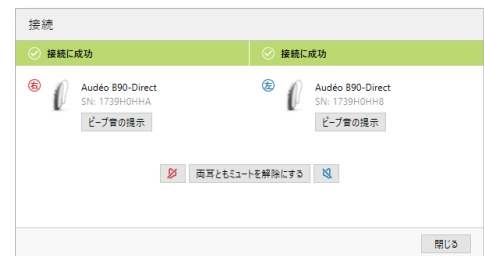 接続
接続に成功
接続に成功
右
Audéo B90-Direct
SN: 1739H0HHA
ビープ音の提示
左
Audéo B90-Direct
SN: 1739H0HH8
ビープ音の提示
両耳ともミュートを解除にする
閉じる